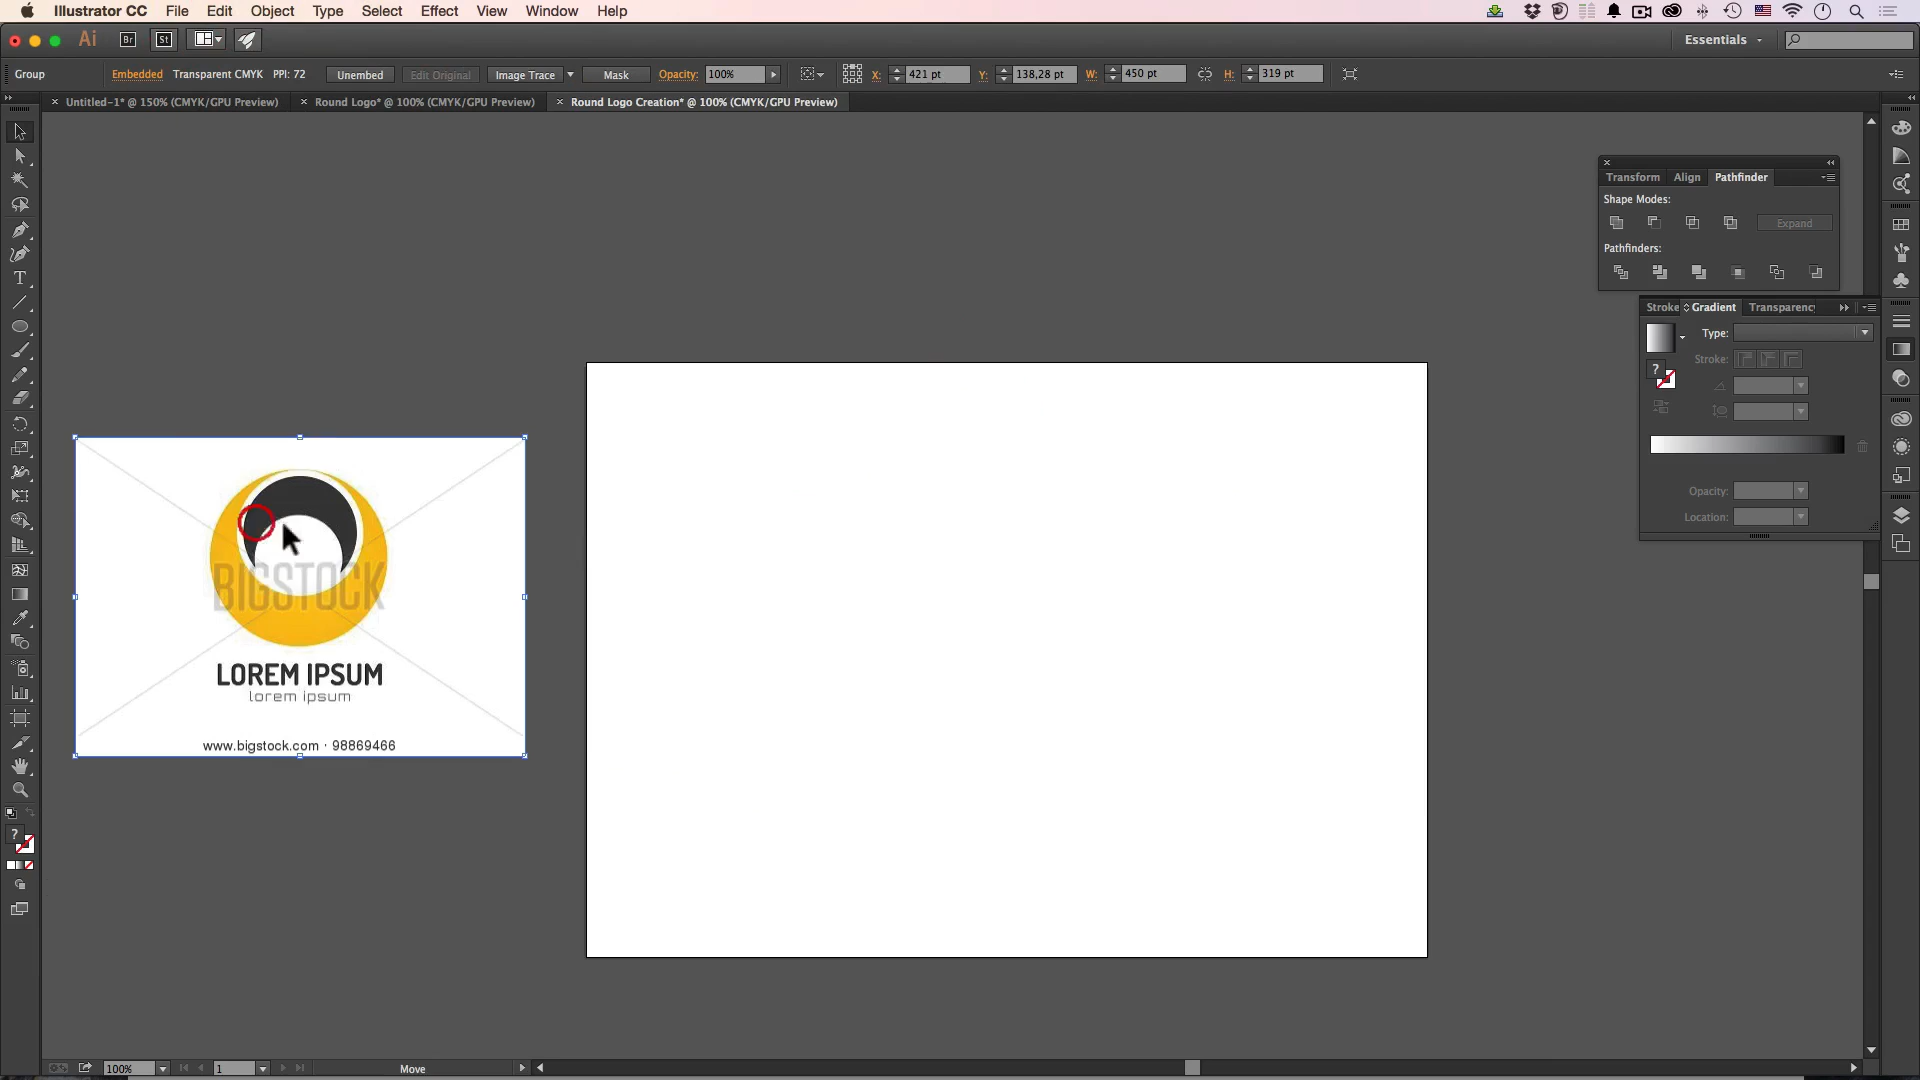 Illustrator CC File Edit Object Type Select Effect View Window Help
Ai Br St Essentials
Group Embedded Transparent CMYK PPI: 72 Unembed Edit Original Image Trace Mask Opacity: 100% X: 421 pt Y: 138,28 pt W: 450 pt H: 319 pt
Untitled-1* @ 150% (CMYK/GPU Preview) Round Logo* @ 100% (CMYK/GPU Preview) Round Logo Creation* @ 100% (CMYK/GPU Preview)
Transform Align Pathfinder
Shape Modes:
Expand
Pathfinders:
Stroke Gradient Transparency
Type:
Stroke:
?
Opacity:
Location:
BIGSTOCK
LOREM IPSUM
lorem ipsum
www.bigstock.com · 98869466
T
?
100% 1 Move